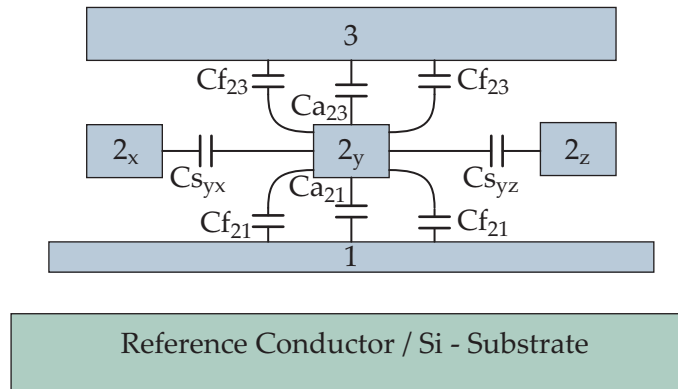 3
Cf23 Cf23
Ca23
2x 2y 2z
Csyx Csyz
Ca21
Cf21 Cf21
1
Reference Conductor / Si - Substrate